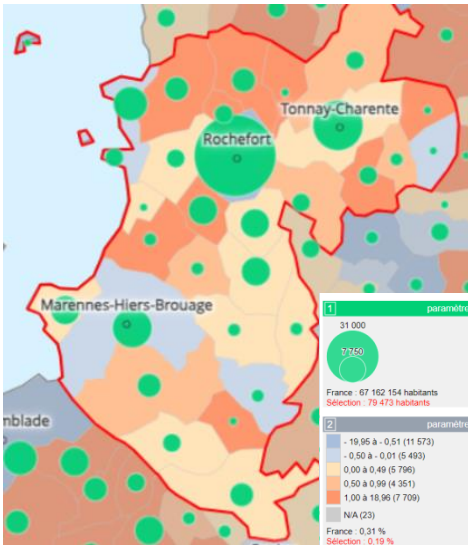 Tonnay-Charente
Rochefort
Marennes-Hiers-Brouage
mblade
1 paramètre
31 000
7 750
France : 67 162 154 habitants
Sélection : 79 473 habitants
2 paramètre
- 19,95 à - 0,51 (11 573)
- 0,50 à - 0,01 (5 493)
0,00 à 0,49 (5 796)
0,50 à 0,99 (4 351)
1,00 à 18,96 (7 709)
N/A (23)
France : 0,31 %
Sélection : 0,19 %